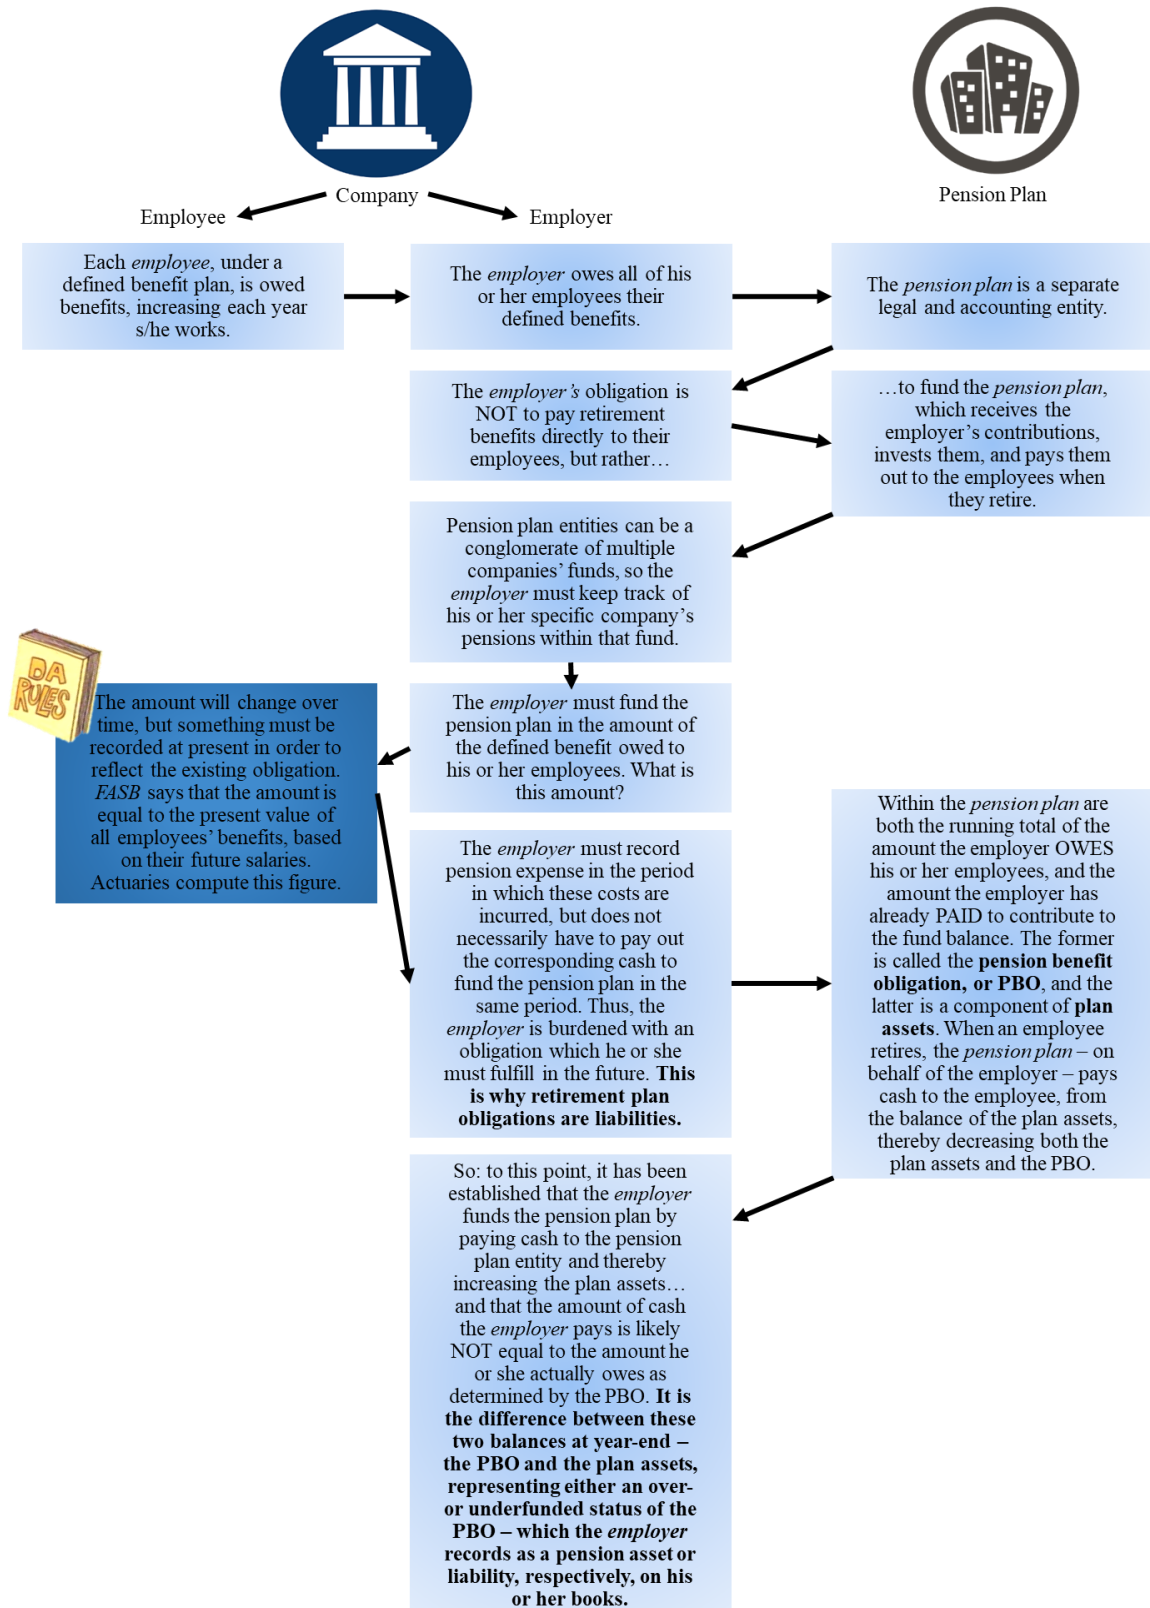 Company
Pension Plan
Employee
Employer
Each employee, under a
defined benefit plan, is owed
benefits, increasing each year
s/he works.
The employer owes all of his
or her employees their
defined benefits.
The pension plan is a separate
legal and accounting entity.
The employer’s obligation is
NOT to pay retirement
benefits directly to their
employees, but rather…
…to fund the pension plan,
which receives the
employer’s contributions,
invests them, and pays them
out to the employees when
they retire.
Pension plan entities can be a
conglomerate of multiple
companies’ funds, so the
employer must keep track of
his or her specific company’s
pensions within that fund.
The employer must fund the
pension plan in the amount of
the defined benefit owed to
his or her employees. What is
this amount?
DA
RULES
The amount will change over
time, but something must be
recorded at present in order to
reflect the existing obligation.
FASB says that the amount is
equal to the present value of
all employees’ benefits, based
on their future salaries.
Actuaries compute this figure.
The employer must record
pension expense in the period
in which these costs are
incurred, but does not
necessarily have to pay out
the corresponding cash to
fund the pension plan in the
same period. Thus, the
employer is burdened with an
obligation which he or she
must fulfill in the future. This
is why retirement plan
obligations are liabilities.
Within the pension plan are
both the running total of the
amount the employer OWES
his or her employees, and the
amount the employer has
already PAID to contribute to
the fund balance. The former
is called the pension benefit
obligation, or PBO, and the
latter is a component of plan
assets. When an employee
retires, the pension plan – on
behalf of the employer – pays
cash to the employee, from
the balance of the plan assets,
thereby decreasing both the
plan assets and the PBO.
So: to this point, it has been
established that the employer
funds the pension plan by
paying cash to the pension
plan entity and thereby
increasing the plan assets…
and that the amount of cash
the employer pays is likely
NOT equal to the amount he
or she actually owes as
determined by the PBO. It is
the difference between these
two balances at year-end –
the PBO and the plan assets,
representing either an over-
or underfunded status of the
PBO – which the employer
records as a pension asset or
liability, respectively, on his
or her books.